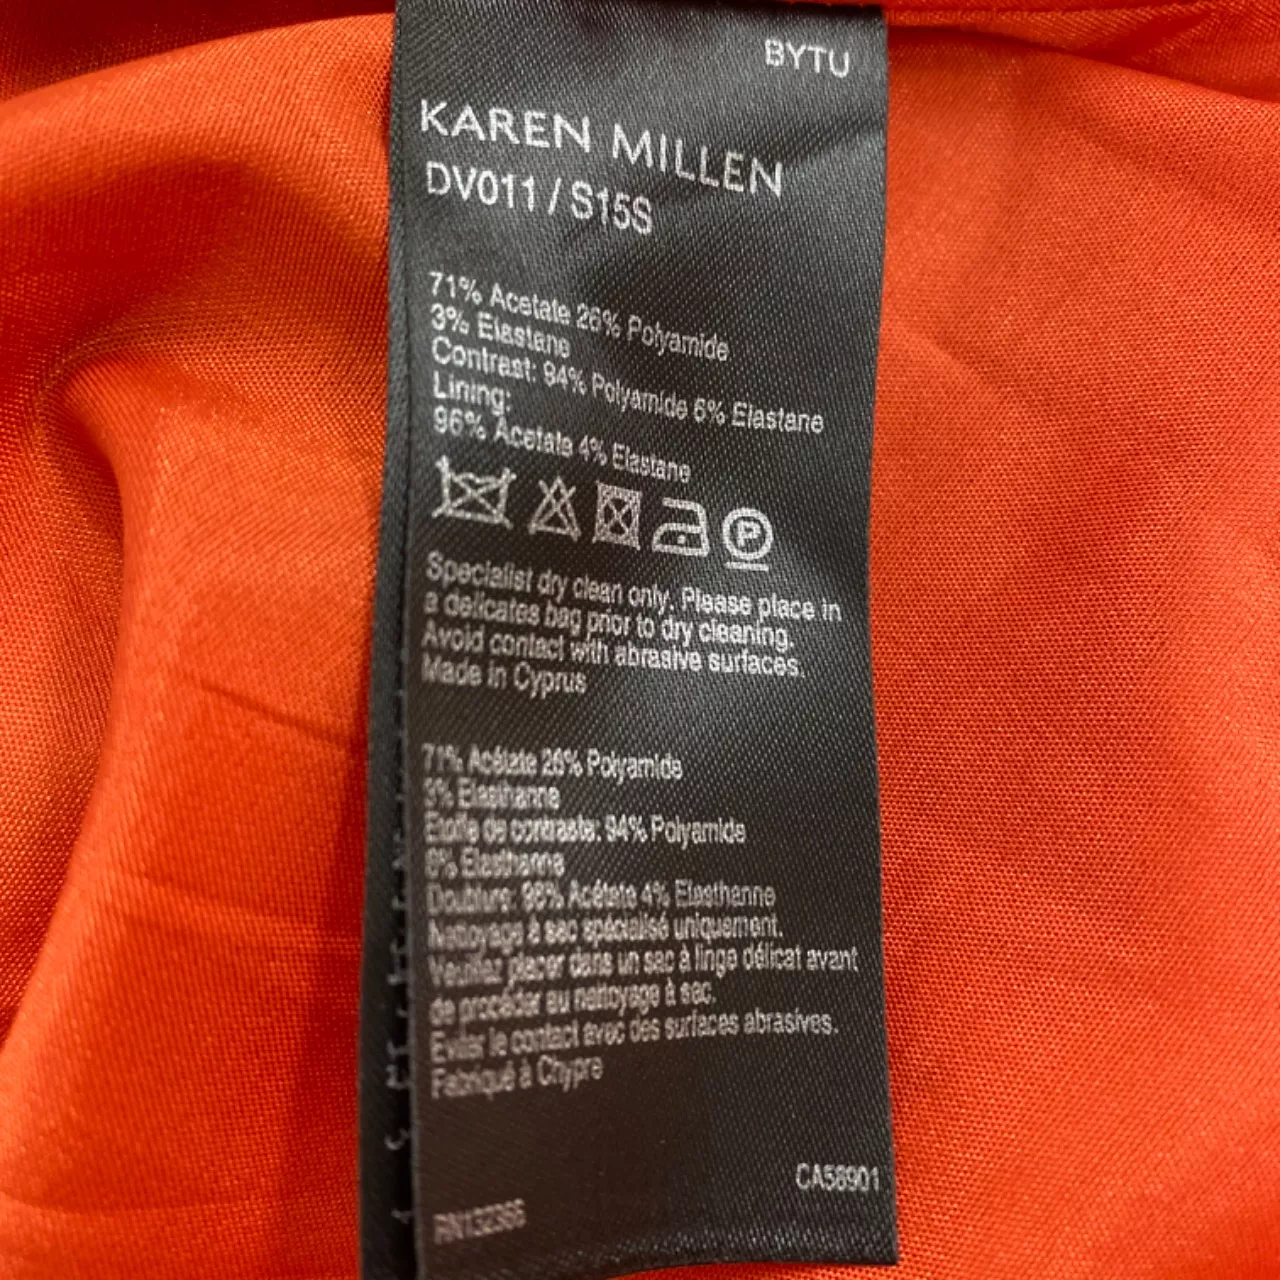 BYTU
KAREN MILLEN
DV011 / S15S
71% Acetate 26% Polyamide
3% Elastane
Contrast: 94% Polyamide 6% Elastane
Lining:
96% Acetate 4% Elastane
P
Specialist dry clean only. Please place in
a delicates bag prior to dry cleaning.
Avoid contact with abrasive surfaces.
Made in Cyprus
71% Acétate 26% Polyamide
3% Elasthanne
Etoffe de contraste: 94% Polyamide
6% Elasthanne
Doublure: 96% Acétate 4% Elasthanne
Nettoyage à sec spécialisé uniquement.
Veuillez placer dans un sac à linge délicat avant
de procéder au nettoyage à sec.
Eviter le contact avec des surfaces abrasives.
Fabriqué à Chypre
CA58901
RN132366